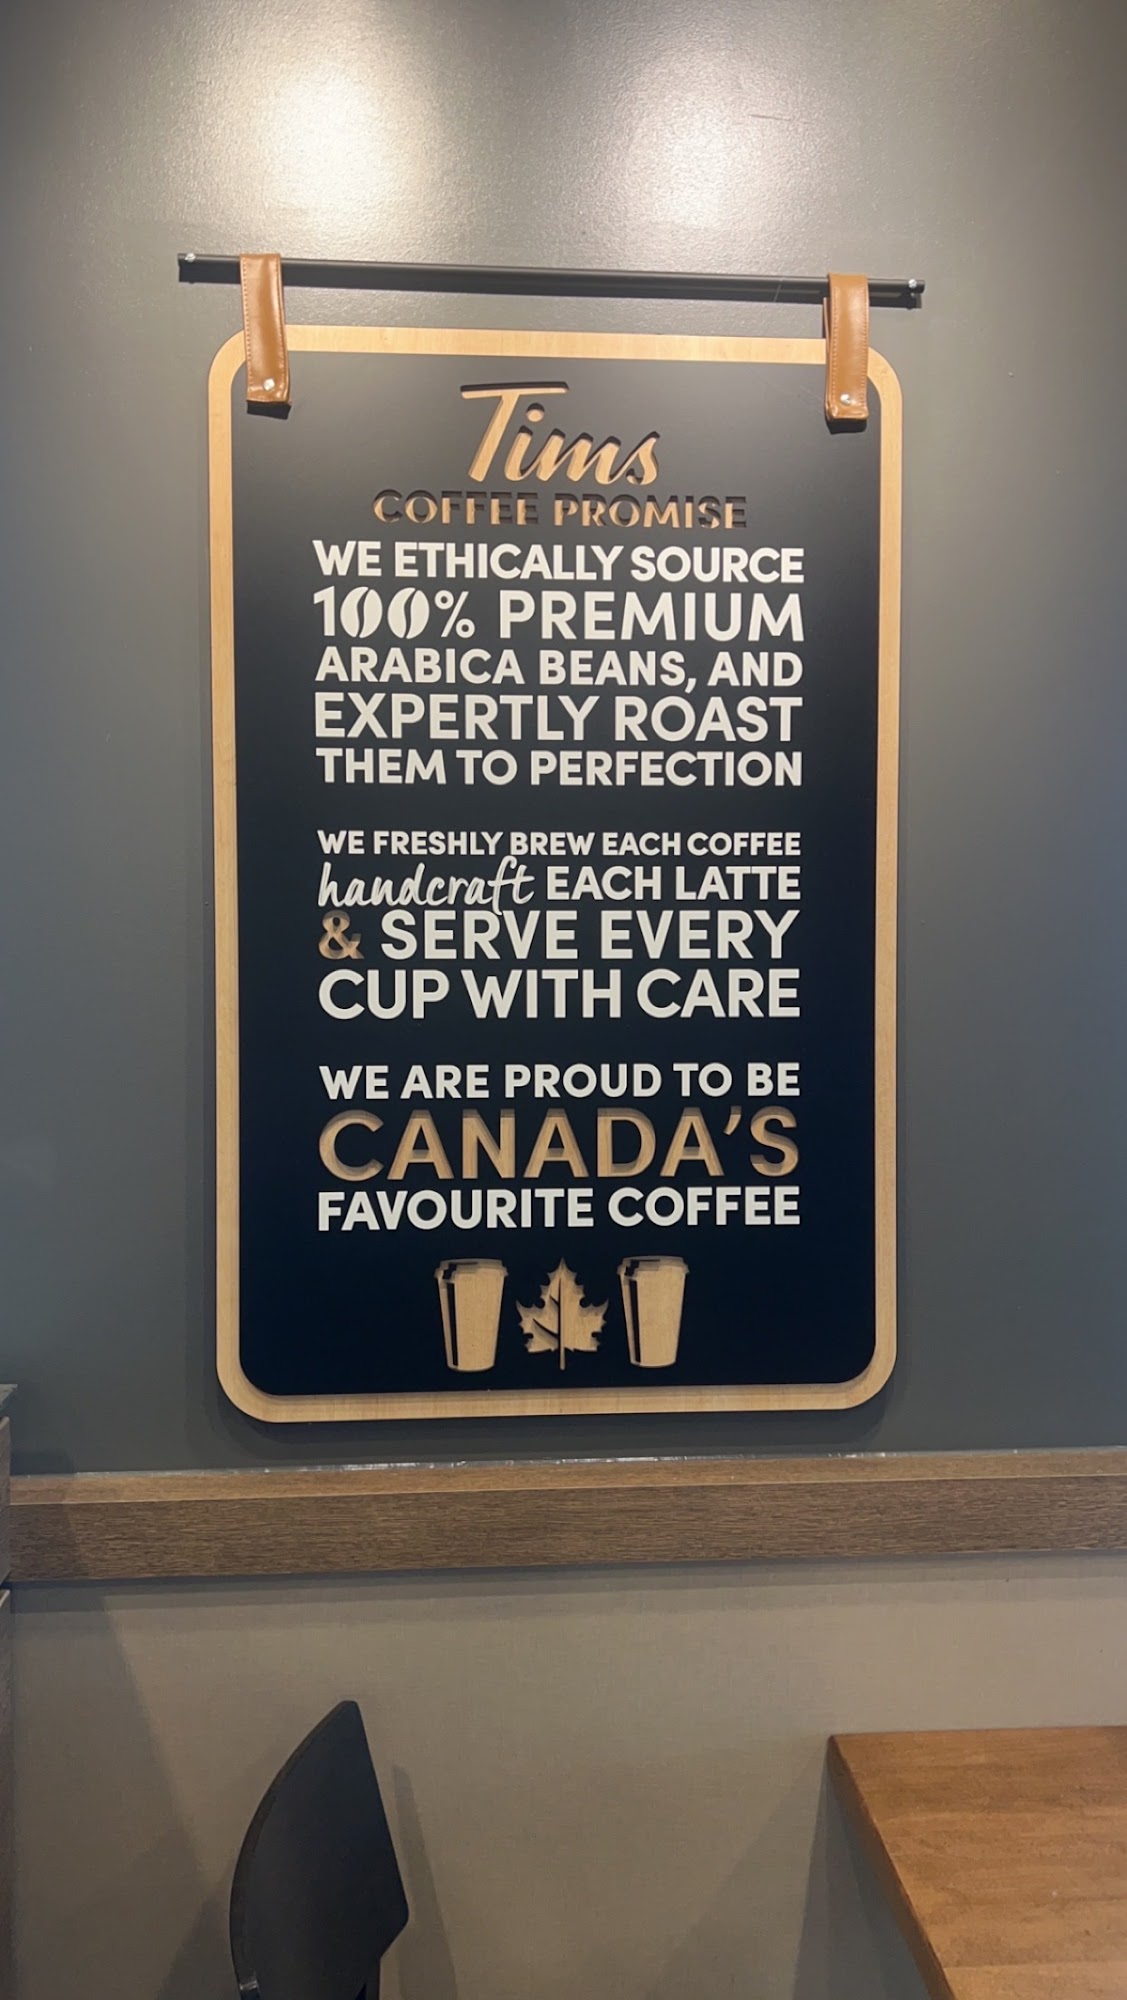 Tims
COFFEE PROMISE
WE ETHICALLY SOURCE
100% PREMIUM
ARABICA BEANS, AND
EXPERTLY ROAST
THEM TO PERFECTION
WE FRESHLY BREW EACH COFFEE
handcraft EACH LATTE
& SERVE EVERY
CUP WITH CARE
WE ARE PROUD TO BE
CANADA'S
FAVOURITE COFFEE